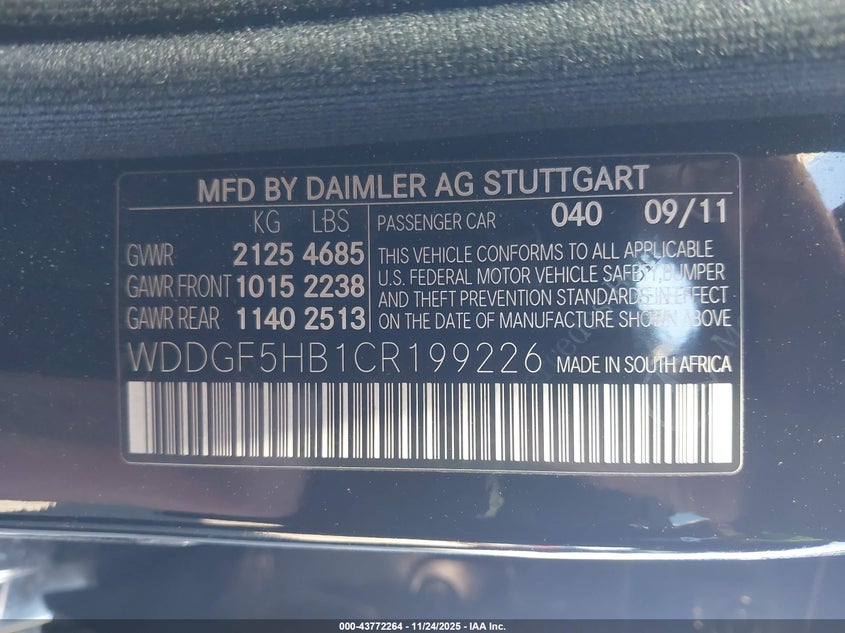 MFD BY DAIMLER AG STUTTGART
KG LBS PASSENGER CAR 040 09/11
GVWR 2125 4685 THIS VEHICLE CONFORMS TO ALL APPLICABLE
GAWR FRONT 1015 2238 U.S. FEDERAL MOTOR VEHICLE SAFETY, BUMPER
AND THEFT PREVENTION STANDARDS IN EFFECT
GAWR REAR 1140 2513 ON THE DATE OF MANUFACTURE SHOWN ABOVE
WDDGF5HB1CR199226 MADE IN SOUTH AFRICA
000-43772264 | 11/24/2025 - IAA Inc.